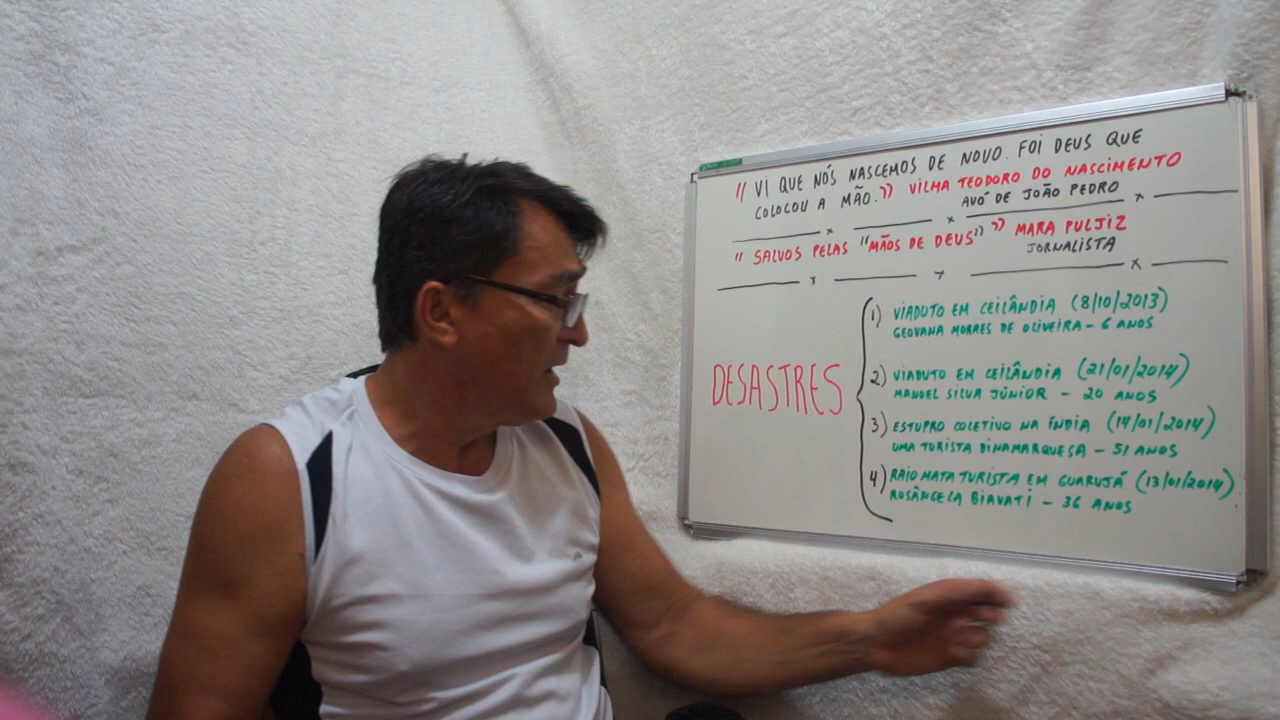 " VI QUE NÓS NASCEMOS DE NOVO. FOI DEUS QUE
COLOCOU A MÃO." VILMA TEODORO DO NASCIMENTO
AVÓ DE JOÃO PEDRO
" SALVOS PELAS "MÃOS DE DEUS" " MARA PULJIZ
JORNALISTA
DESASTRES
1) VIADUTO EM CEILÂNDIA (8/10/2013)
GEOVANA MORAES DE OLIVEIRA - 6 ANOS
2) VIADUTO EM CEILÂNDIA (21/01/2014)
MANOEL SILVA JÚNIOR - 20 ANOS
3) ESTUPRO COLETIVO NA ÍNDIA (14/01/2014)
UMA TURISTA DINAMARQUESA - 51 ANOS
4) RAIO MATA TURISTA EM GUARUJÁ (13/01/2014)
ROSÂNGELA BIAVATI - 36 ANOS